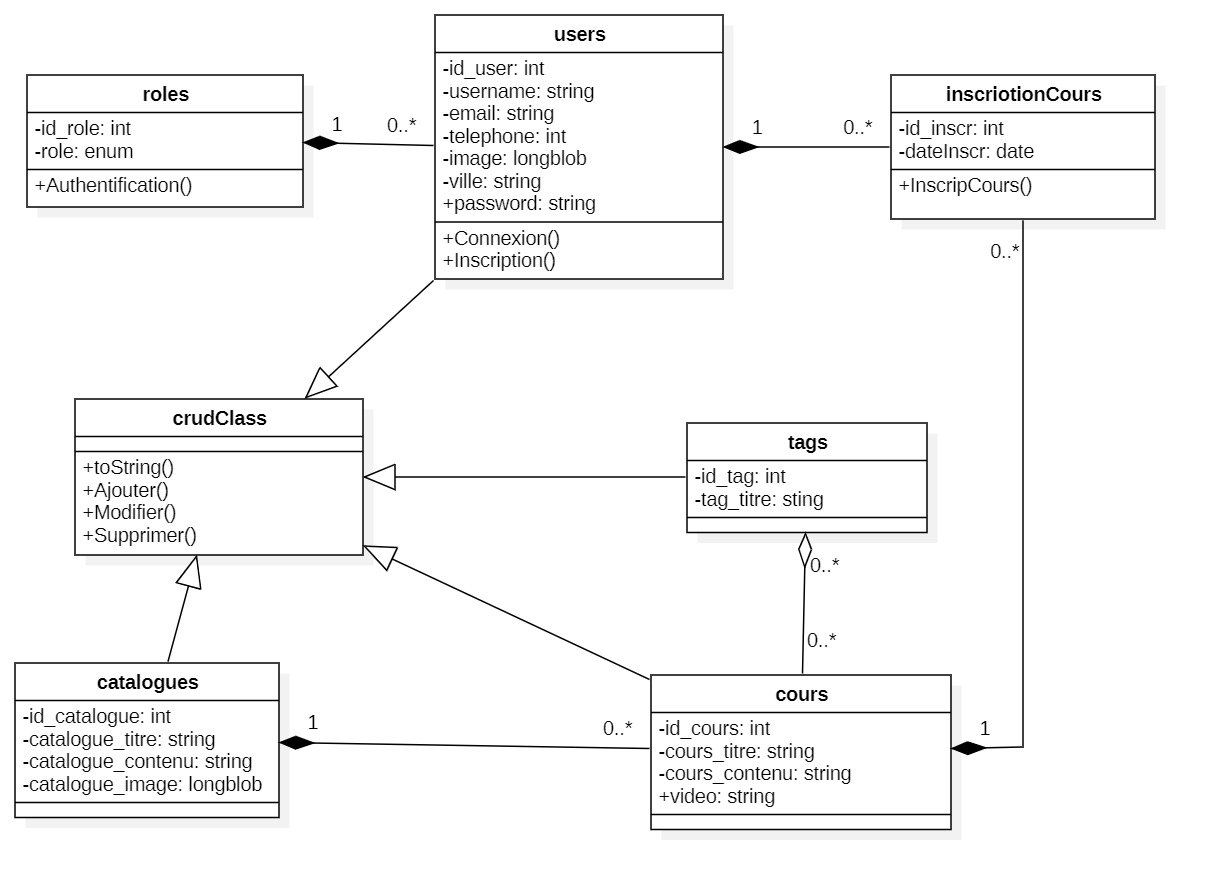 users
-id_user: int
-username: string
-email: string
-telephone: int
-image: longblob
-ville: string
+password: string
+Connexion()
+Inscription()
roles
-id_role: int
-role: enum
+Authentification()
1
0..*
1
0..*
inscriotionCours
-id_inscr: int
-dateInscr: date
+InscripCours()
0..*
crudClass
+toString()
+Ajouter()
+Modifier()
+Supprimer()
tags
-id_tag: int
-tag_titre: sting
0..*
0..*
catalogues
-id_catalogue: int
-catalogue_titre: string
-catalogue_contenu: string
-catalogue_image: longblob
1
0..*
cours
-id_cours: int
-cours_titre: string
-cours_contenu: string
+video: string
1